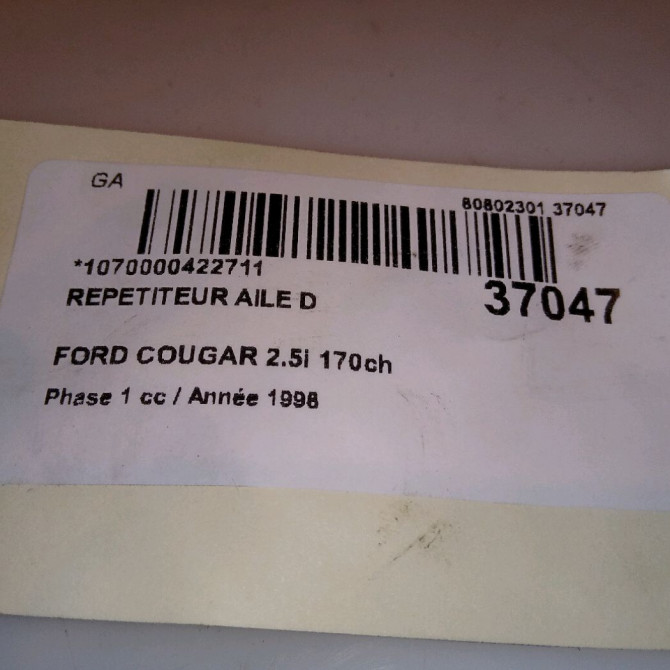 GA
80802301 37047
*1070000422711
37047
REPETITEUR AILE D
FORD COUGAR 2.5i 170ch
Phase 1 cc / Année 1998